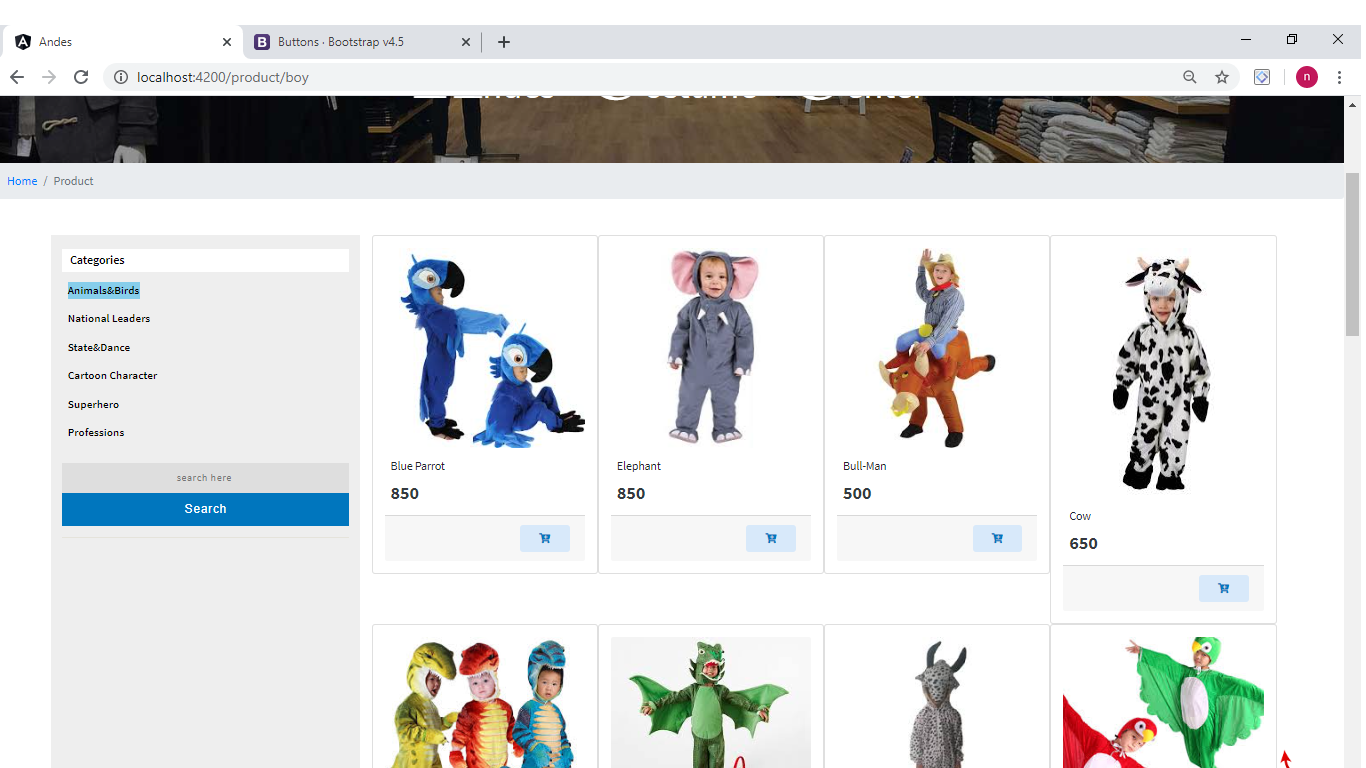 Andes
Buttons · Bootstrap v4.5
localhost:4200/product/boy
n
Home / Product
Categories
Animals&Birds
National Leaders
State&Dance
Cartoon Character
Superhero
Professions
search here
Search
Blue Parrot
850
Elephant
850
Bull-Man
500
Cow
650